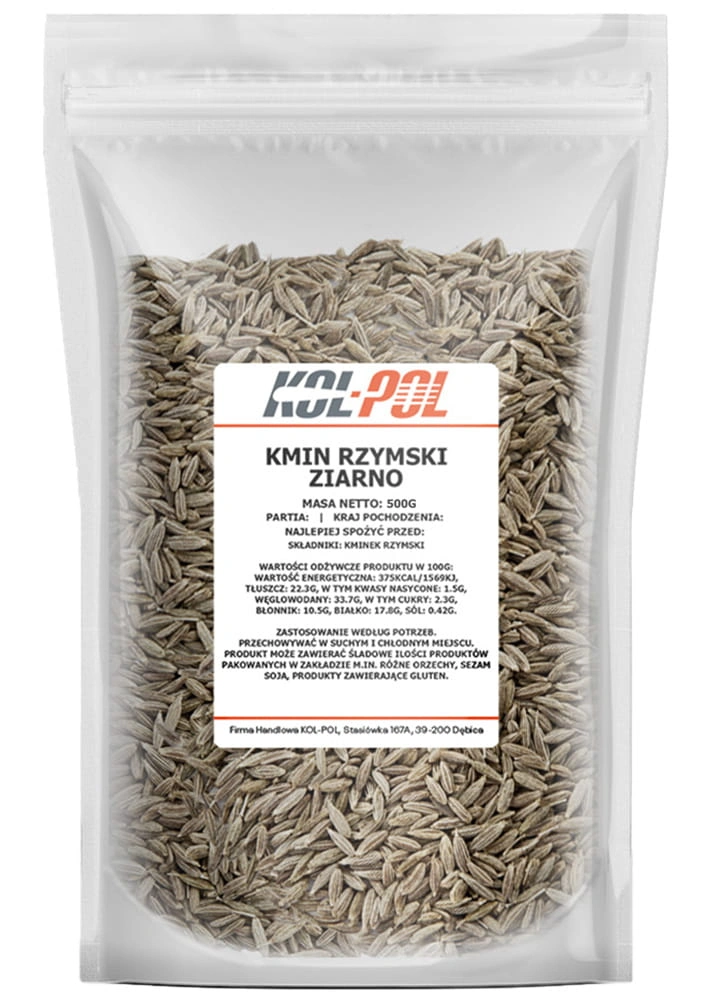 KOL-POL
KMIN RZYMSKI
ZIARNO
MASA NETTO: 500G
PARTIA: | KRAJ POCHODZENIA:
NAJLEPIEJ SPOŻYĆ PRZED:
SKŁADNIKI: KMINEK RZYMSKI
WARTOŚCI ODŻYWCZE PRODUKTU W 100G:
WARTOŚĆ ENERGETYCZNA: 375KCAL/1569KJ,
TŁUSZCZ: 22.3G, W TYM KWASY NASYCONE: 1.5G,
WĘGLOWODANY: 33.7G, W TYM CUKRY: 2.3G,
BŁONNIK: 10.5G, BIAŁKO: 17.8G, SÓL: 0.42G.
ZASTOSOWANIE WEDŁUG POTRZEB.
PRZECHOWYWAĆ W SUCHYM I CHŁODNYM MIEJSCU.
PRODUKT MOŻE ZAWIERAĆ ŚLADOWE ILOŚCI PRODUKTÓW
PAKOWANYCH W ZAKŁADZIE M.IN. RÓŻNE ORZECHY, SEZAM
SOJA, PRODUKTY ZAWIERAJĄCE GLUTEN.
Firma Handlowa KOL-POL, Stasiówka 167A, 39-200 Dębica